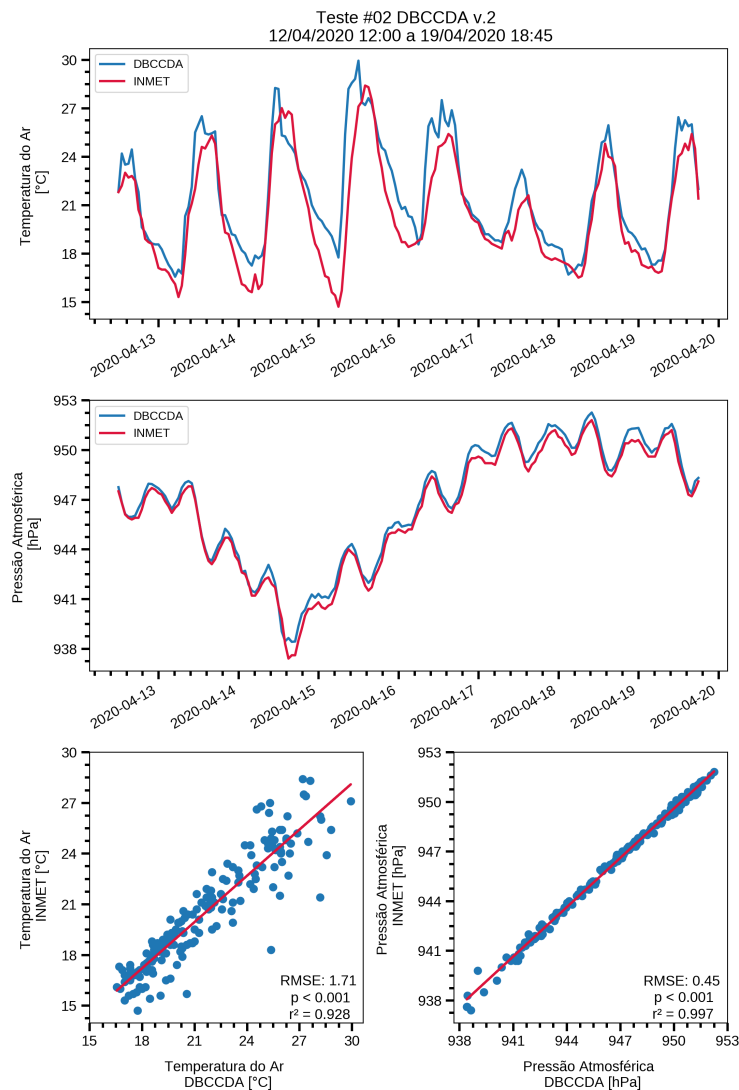 Teste #02 DBCCDA v.2
12/04/2020 12:00 a 19/04/2020 18:45
Temperatura do Ar
[°C]
30
27
24
21
18
15
DBCCDA
INMET
2020-04-13
2020-04-14
2020-04-15
2020-04-16
2020-04-17
2020-04-18
2020-04-19
2020-04-20
Pressão Atmosférica
[hPa]
953
950
947
944
941
938
DBCCDA
INMET
2020-04-13
2020-04-14
2020-04-15
2020-04-16
2020-04-17
2020-04-18
2020-04-19
2020-04-20
Temperatura do Ar
INMET [°C]
30
27
24
21
18
15
RMSE: 1.71
p < 0.001
r² = 0.928
15 18 21 24 27 30
Temperatura do Ar
DBCCDA [°C]
Pressão Atmosférica
INMET [hPa]
953
950
947
944
941
938
RMSE: 0.45
p < 0.001
r² = 0.997
938 941 944 947 950 953
Pressão Atmosférica
DBCCDA [hPa]